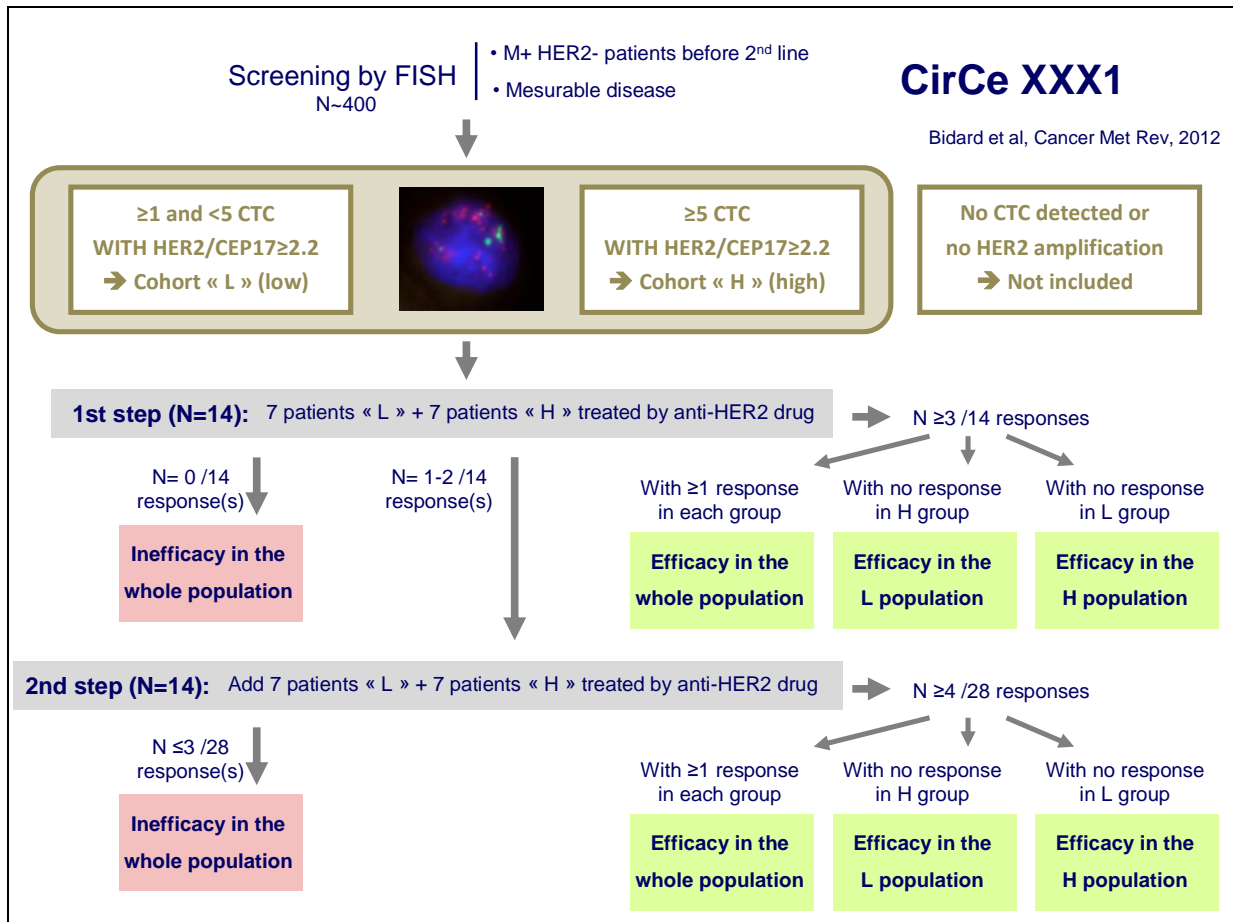 Screening by FISH
N~400
• M+ HER2- patients before 2nd line
• Mesurable disease
CirCe XXX1
Bidard et al, Cancer Met Rev, 2012
≥1 and <5 CTC
WITH HER2/CEP17≥2.2
➔ Cohort « L » (low)
≥5 CTC
WITH HER2/CEP17≥2.2
➔ Cohort « H » (high)
No CTC detected or
no HER2 amplification
➔ Not included
1st step (N=14): 7 patients « L » + 7 patients « H » treated by anti-HER2 drug
N ≥3 /14 responses
N= 0 /14
response(s)
N= 1-2 /14
response(s)
With ≥1 response
in each group
With no response
in H group
With no response
in L group
Inefficacy in the
whole population
Efficacy in the
whole population
Efficacy in the
L population
Efficacy in the
H population
2nd step (N=14): Add 7 patients « L » + 7 patients « H » treated by anti-HER2 drug
N ≥4 /28 responses
N ≤3 /28
response(s)
With ≥1 response
in each group
With no response
in H group
With no response
in L group
Inefficacy in the
whole population
Efficacy in the
whole population
Efficacy in the
L population
Efficacy in the
H population